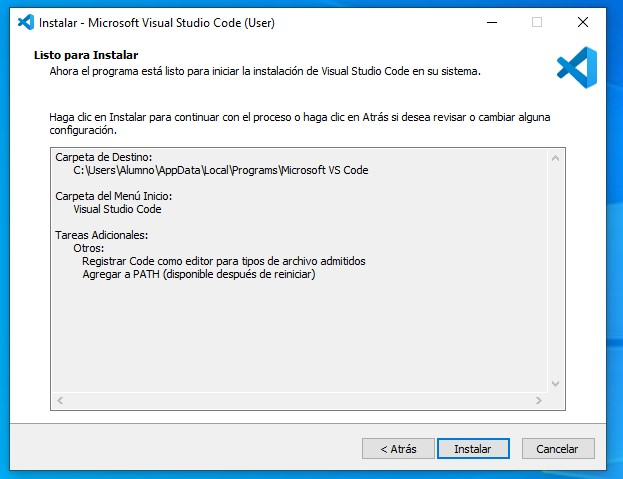 Instalar - Microsoft Visual Studio Code (User)
Listo para Instalar
Ahora el programa está listo para iniciar la instalación de Visual Studio Code en su sistema.
Haga clic en Instalar para continuar con el proceso o haga clic en Atrás si desea revisar o cambiar alguna
configuración.
Carpeta de Destino:
C:\Users\Alumno\AppData\Local\Programs\Microsoft VS Code
Carpeta del Menú Inicio:
Visual Studio Code
Tareas Adicionales:
Otros:
Registrar Code como editor para tipos de archivo admitidos
Agregar a PATH (disponible después de reiniciar)
< Atrás
Instalar
Cancelar